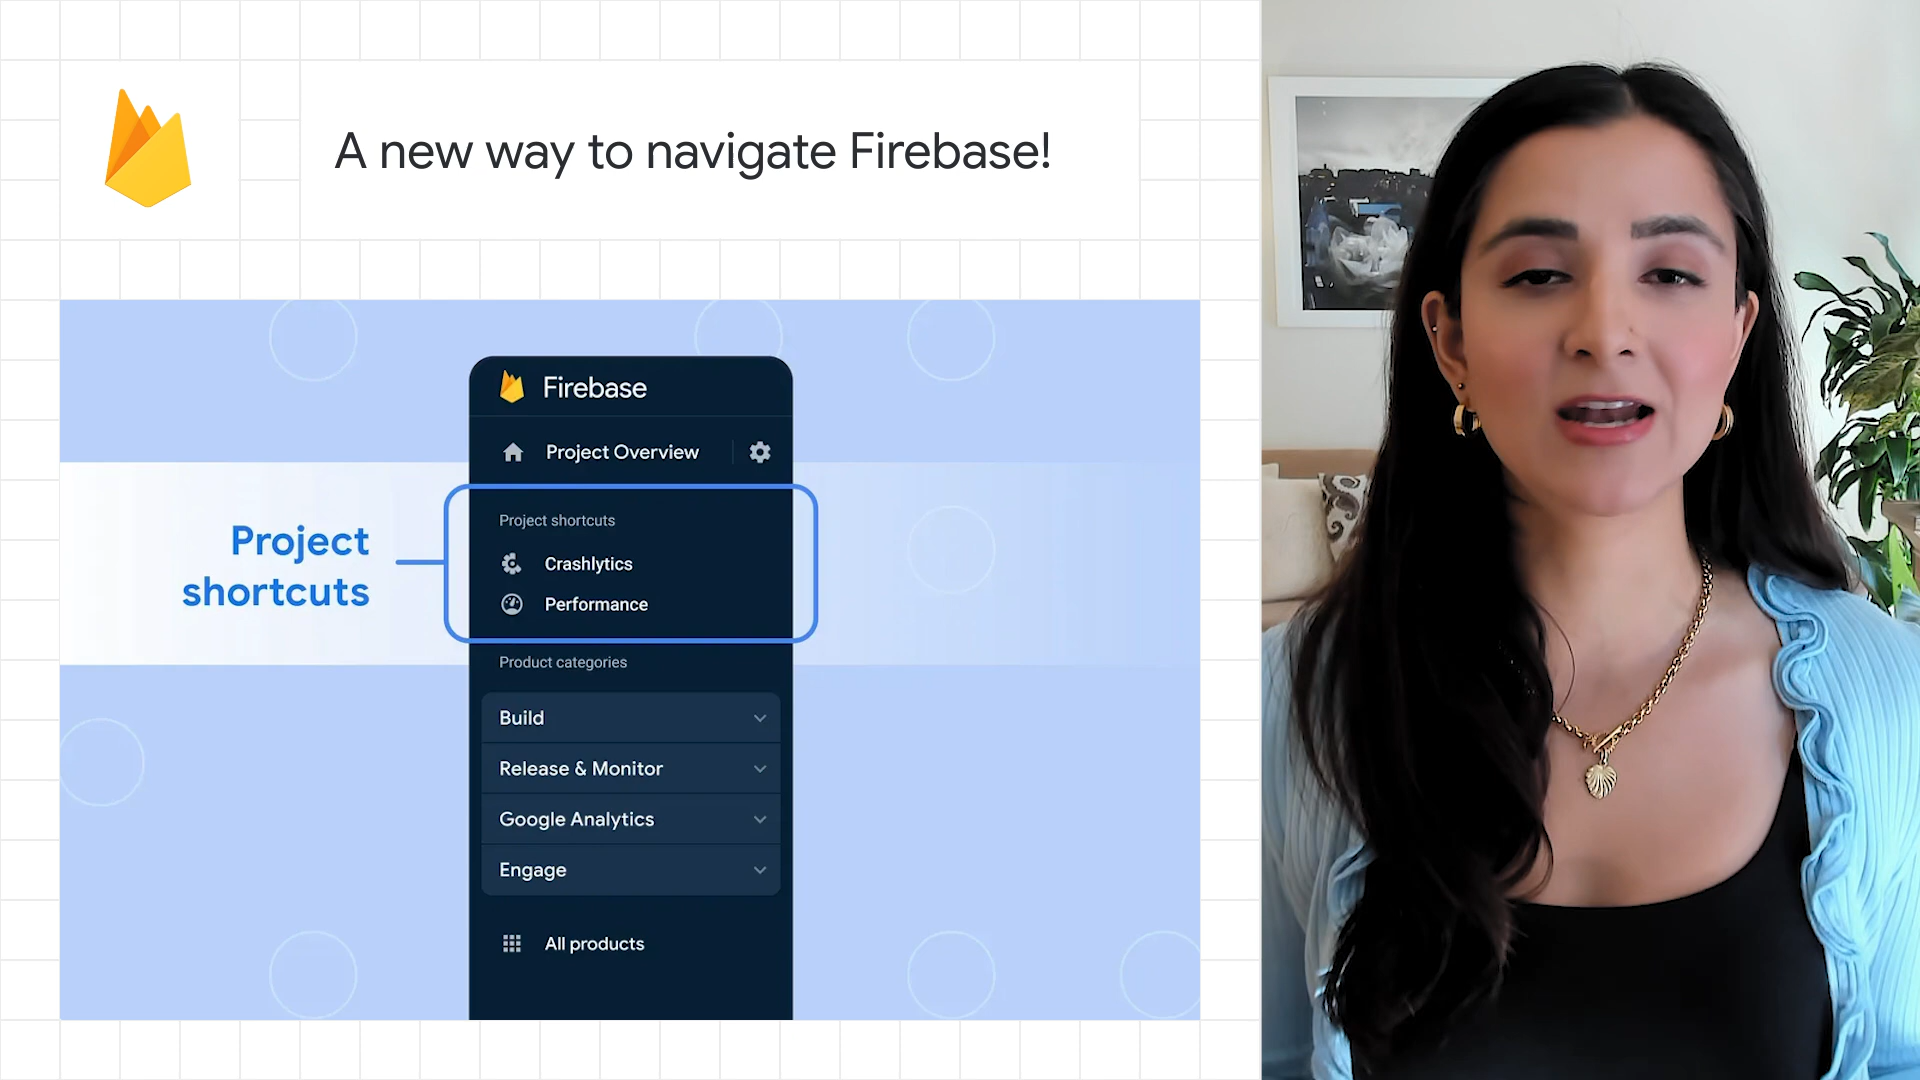 A new way to navigate Firebase!
Firebase
Project Overview
Project
shortcuts
Project shortcuts
Crashlytics
Performance
Product categories
Build
Release & Monitor
Google Analytics
Engage
All products